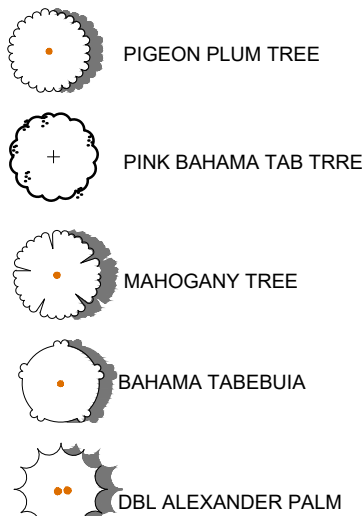 PIGEON PLUM TREE
PINK BAHAMA TAB TRRE
MAHOGANY TREE
BAHAMA TABEBUIA
DBL ALEXANDER PALM